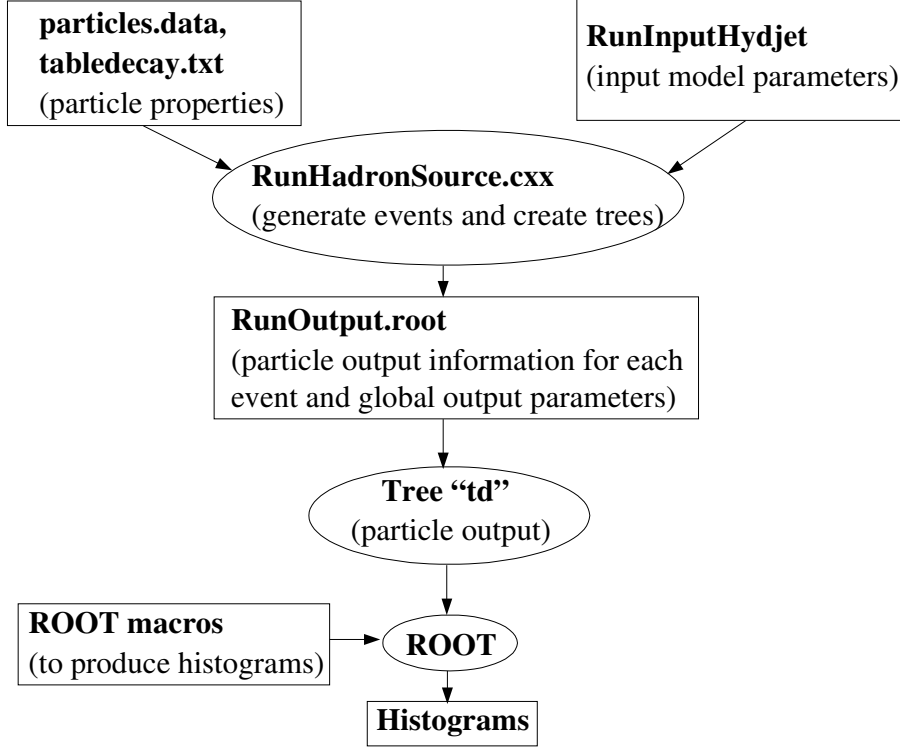 particles.data,
tabledecay.txt
(particle properties)
RunInputHydjet
(input model parameters)
RunHadronSource.cxx
(generate events and create trees)
RunOutput.root
(particle output information for each
event and global output parameters)
Tree “td”
(particle output)
ROOT macros
(to produce histograms)
ROOT
Histograms